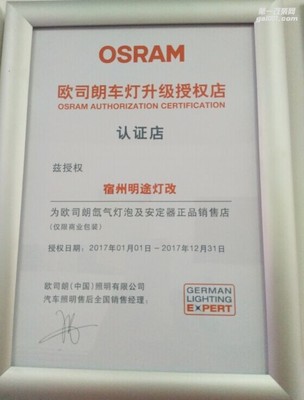 OSRAM
欧司朗车灯升级授权店
OSRAM AUTHORIZATION CERTIFICATION
认证店
兹授权
宿州明途灯改
为欧司朗氙气灯泡及安定器正品销售店
(仅限商业包装)
授权日期：2017年01月01日－2017年12月31日
欧司朗(中国)照明有限公司
汽车照明售后全国销售经理：
GERMAN
LIGHTING
EXPERT